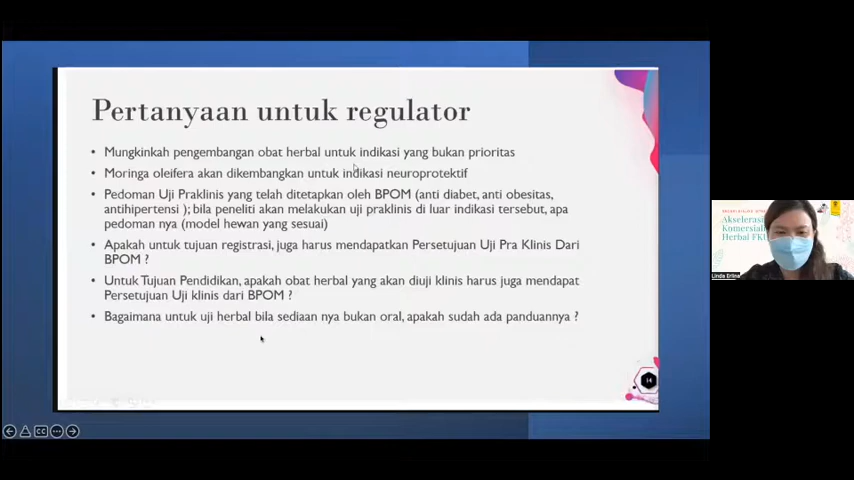 Pertanyaan untuk regulator
• Mungkinkah pengembangan obat herbal untuk indikasi yang bukan prioritas
• Moringa oleifera akan dikembangkan untuk indikasi neuroprotektif
• Pedoman Uji Praklinis yang telah ditetapkan oleh BPOM (anti diabet, anti obesitas,
antihipertensi ); bila peneliti akan melakukan uji praklinis di luar indikasi tersebut, apa
pedoman nya (model hewan yang sesuai)
• Apakah untuk tujuan registrasi, juga harus mendapatkan Persetujuan Uji Pra Klinis Dari
BPOM ?
• Untuk Tujuan Pendidikan, apakah obat herbal yang akan diuji klinis harus juga mendapat
Persetujuan Uji klinis dari BPOM ?
• Bagaimana untuk uji herbal bila sediaan nya bukan oral, apakah sudah ada panduannya ?
14
CC
Akselerasi
Komersiali
Herbal FKU
Linda Erlina